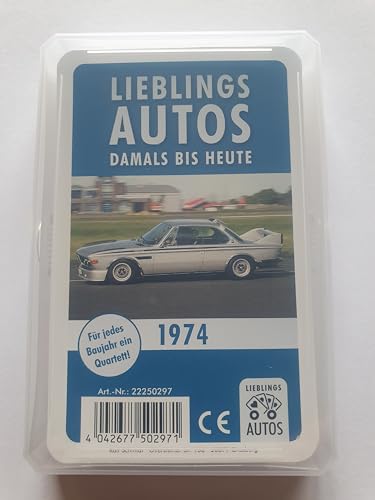 LIEBLINGS
AUTOS
DAMALS BIS HEUTE
Für jedes
Baujahr ein
Quartett!
1974
Art.-Nr.: 22250297
4 042677 502971
CE
LIEBLINGS
AUTOS